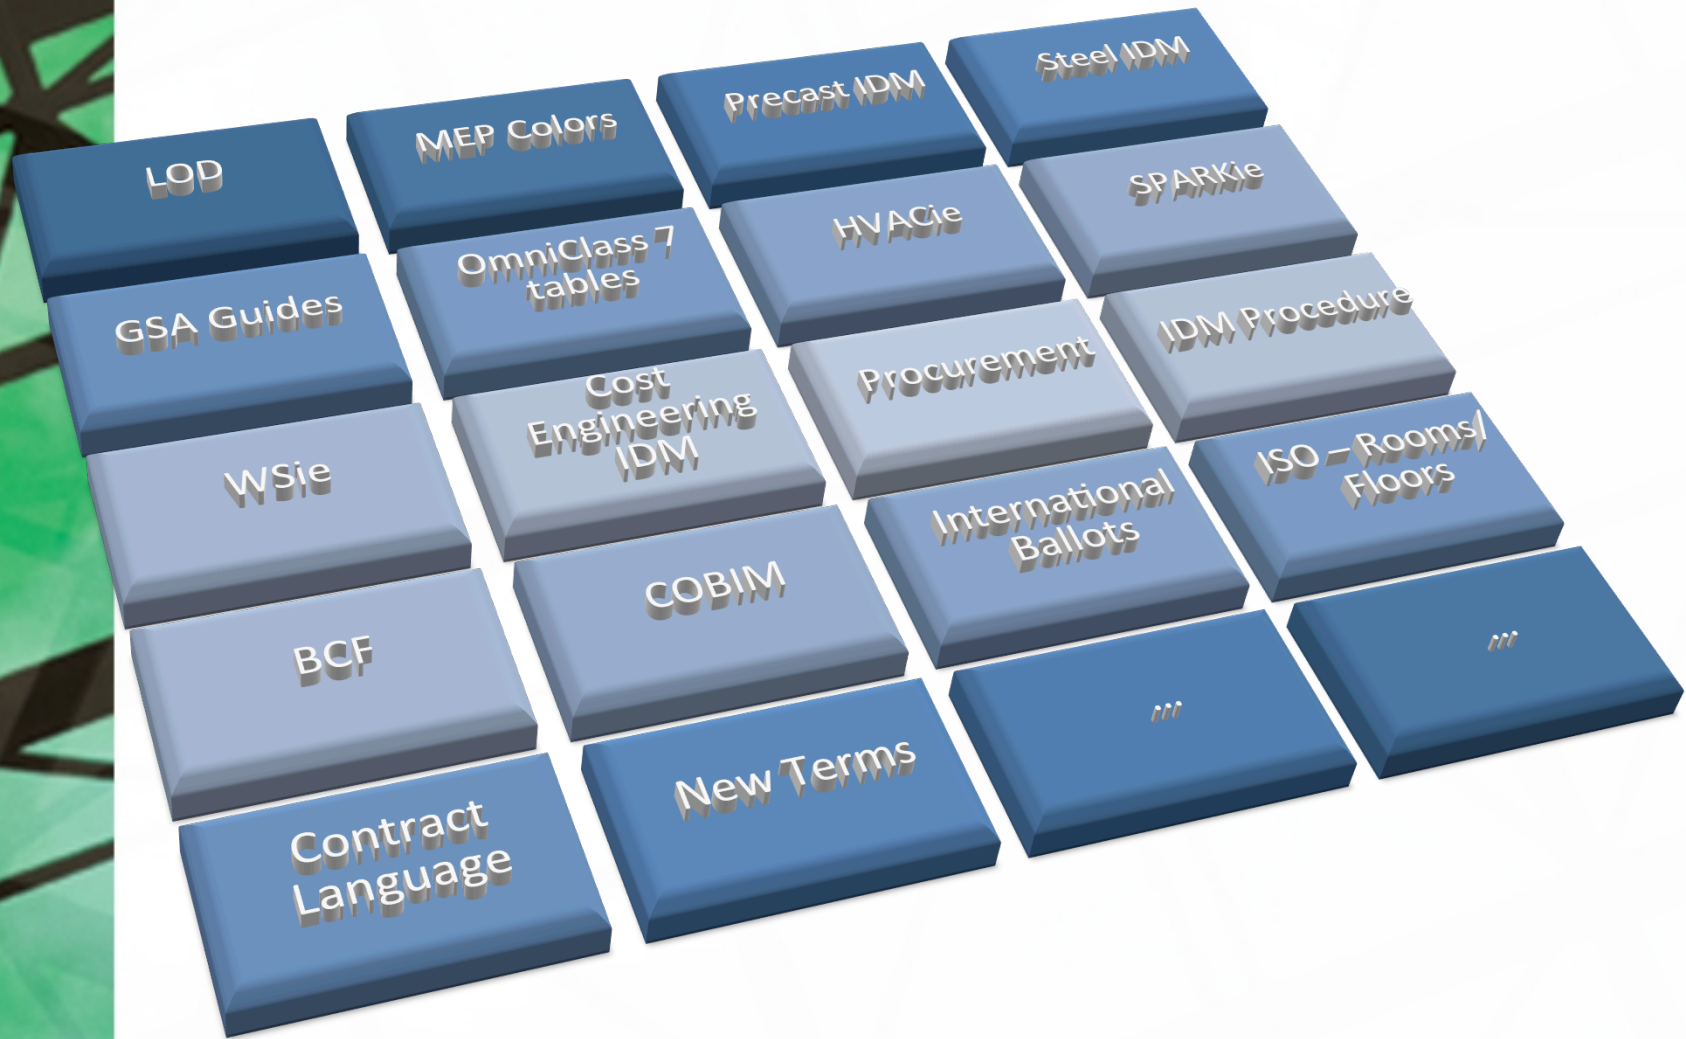 LOD
MEP Colors
Precast IDM
Steel IDM
GSA Guides
OmniClass 7
tables
HVACie
SPARKie
WSie
Cost
Engineering
IDM
Procurement
IDM Procedure
BCF
COBIM
International
Ballots
ISO – Rooms|
Floors
Contract
Language
New Terms
...
...